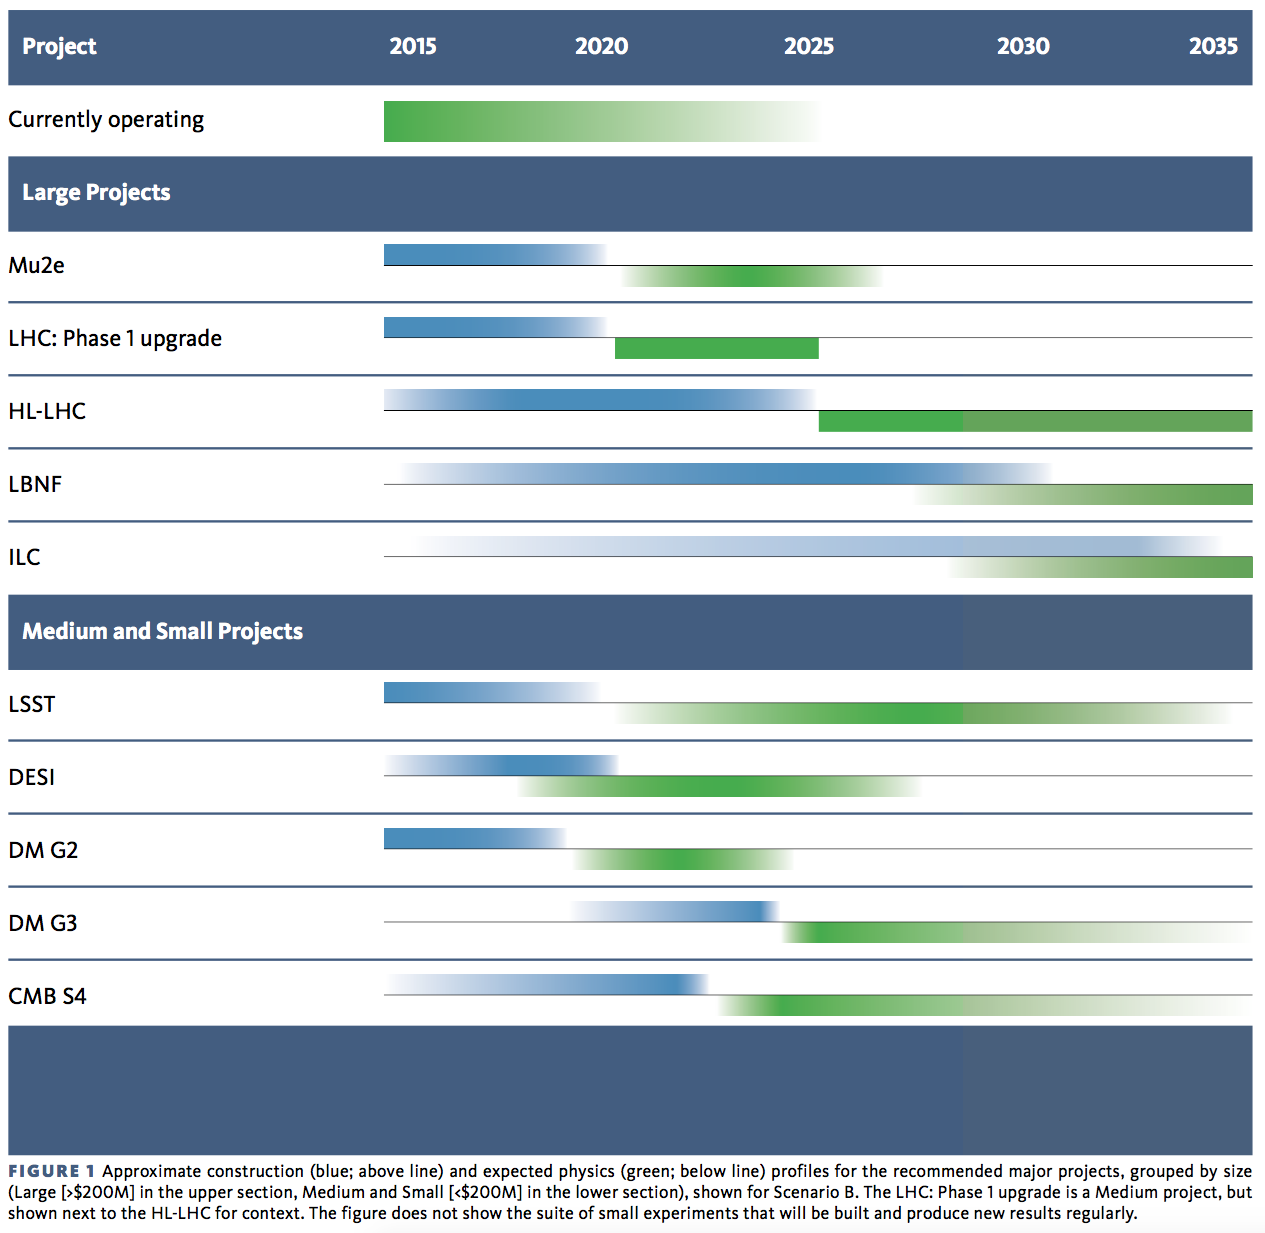 Project 2015 2020 2025 2030 2035
Currently operating
Large Projects
Mu2e
LHC: Phase 1 upgrade
HL-LHC
LBNF
ILC
Medium and Small Projects
LSST
DESI
DM G2
DM G3
CMB S4
FIGURE 1 Approximate construction (blue; above line) and expected physics (green; below line) profiles for the recommended major projects, grouped by size
(Large [>$200M] in the upper section, Medium and Small [<$200M] in the lower section), shown for Scenario B. The LHC: Phase 1 upgrade is a Medium project, but
shown next to the HL-LHC for context. The figure does not show the suite of small experiments that will be built and produce new results regularly.